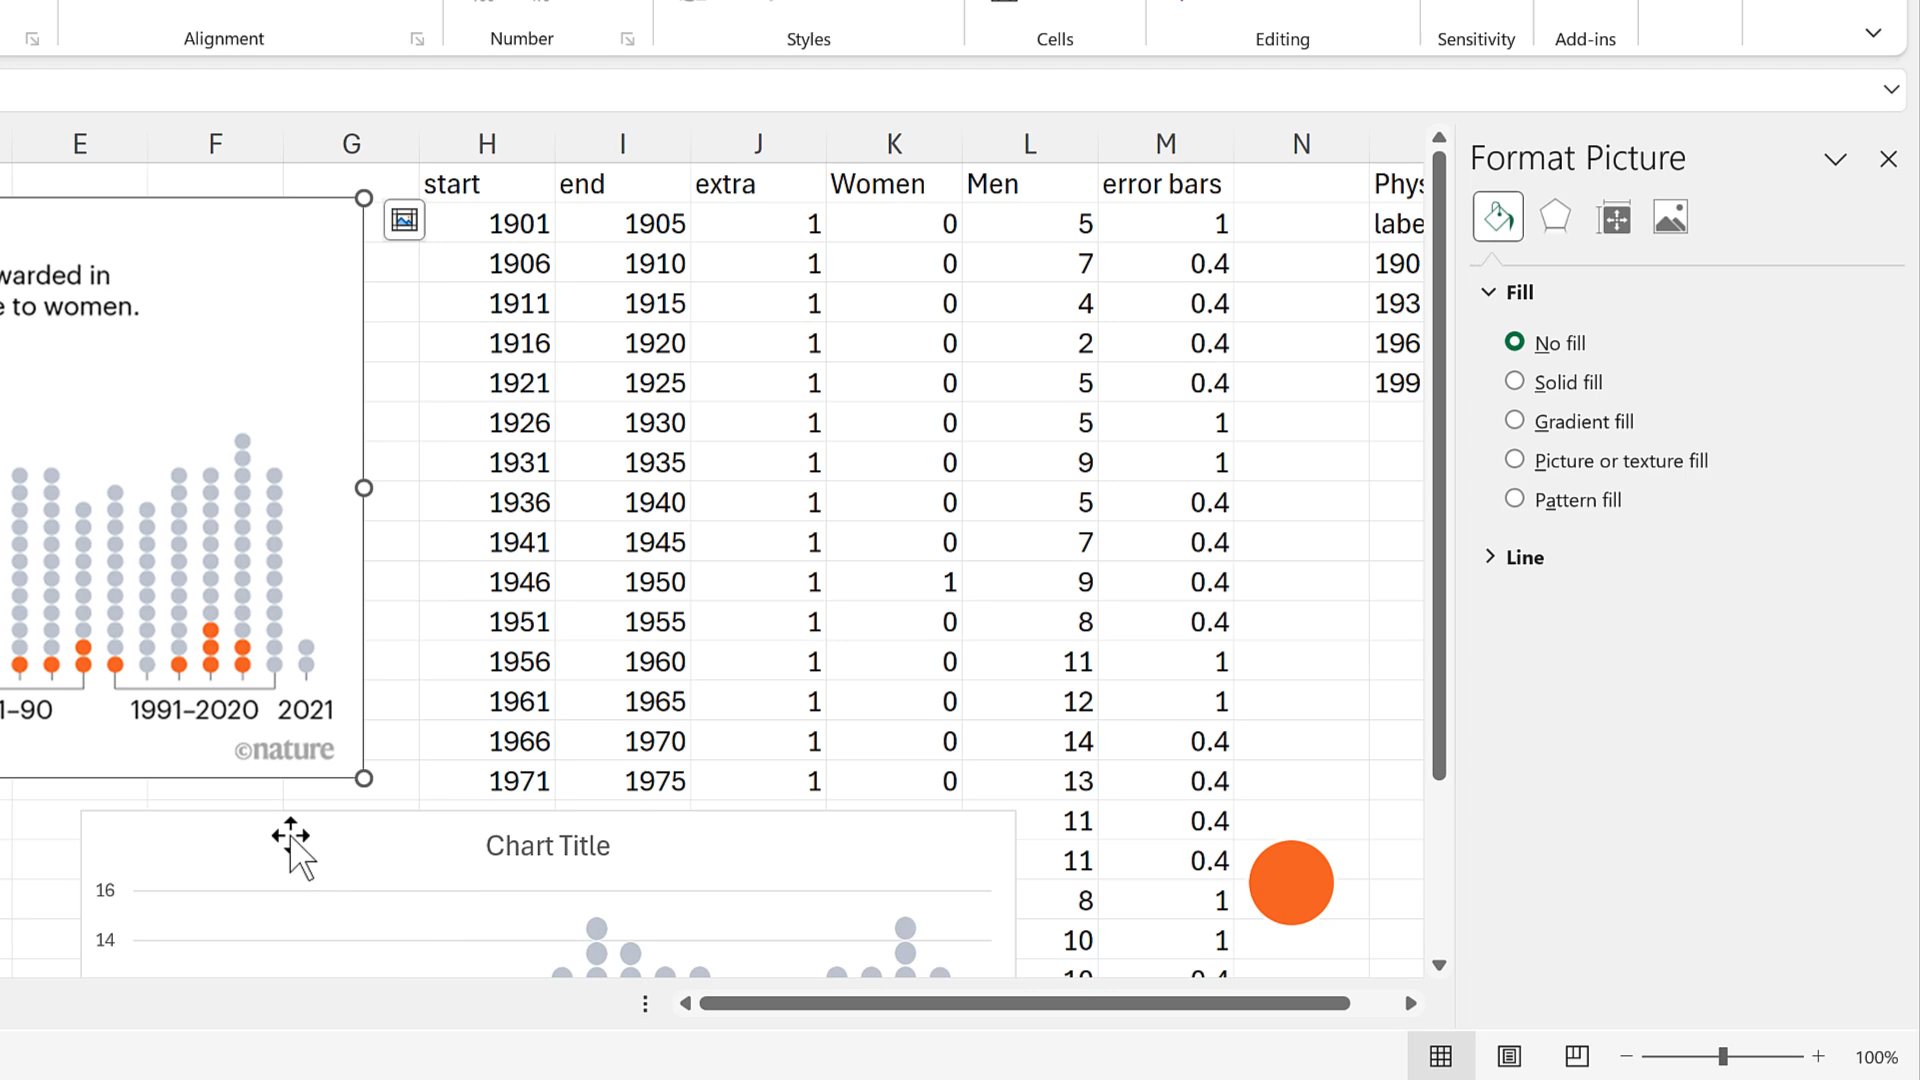 Alignment Number Styles Cells Editing Sensitivity Add-ins
E F G H I J K L M N
start end extra Women Men error bars Phys
1901 1905 1 0 5 1 labe
1906 1910 1 0 7 0.4 190
1911 1915 1 0 4 0.4 193
1916 1920 1 0 2 0.4 196
1921 1925 1 0 5 0.4 199
1926 1930 1 0 5 1
1931 1935 1 0 9 1
1936 1940 1 0 5 0.4
1941 1945 1 0 7 0.4
1946 1950 1 1 9 0.4
1951 1955 1 0 8 0.4
1956 1960 1 0 11 1
1961 1965 1 0 12 1
1966 1970 1 0 14 0.4
1971 1975 1 0 13 0.4
11 0.4
11 0.4
8 1
10 1
warded in
e to women.
1–90 1991–2020 2021
©nature
Chart Title
16
14
Format Picture
Fill
No fill
Solid fill
Gradient fill
Picture or texture fill
Pattern fill
Line
100%